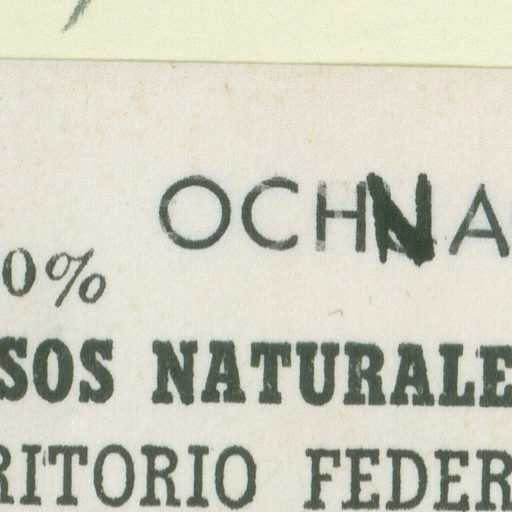 OCHNA
0%
SOS NATURALE
RITORIO FEDER